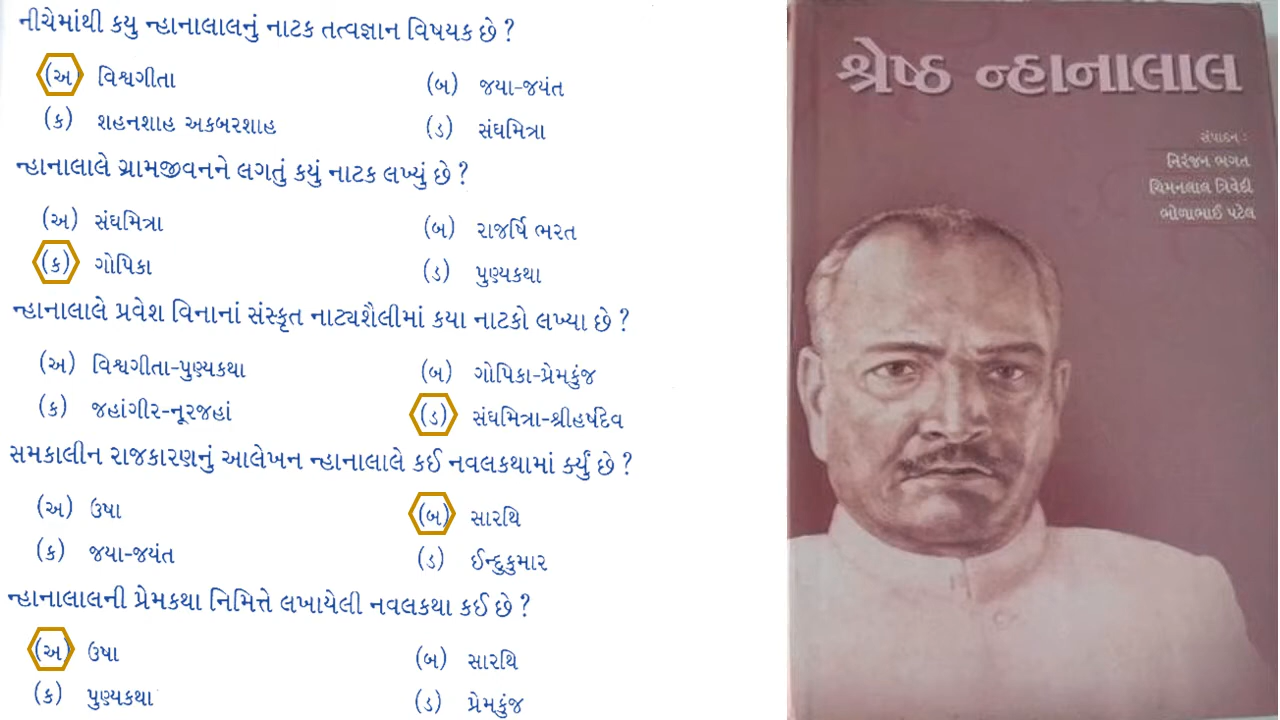 નીચેમાંથી કયુ ન્હાનાલાલનું નાટક તત્વજ્ઞાન વિષયક છે ?
(અ) વિશ્વગીતા (બ) જયા-જયંત
(ક) શહનશાહ અકબરશાહ (ડ) સંઘમિત્રા
ન્હાનાલાલે ગ્રામજીવનને લગતું કયું નાટક લખ્યું છે ?
(અ) સંઘમિત્રા (બ) રાજર્ષિ ભરત
(ક) ગોપિકા (ડ) પુણ્યકથા
ન્હાનાલાલે પ્રવેશ વિનાનાં સંસ્કૃત નાટ્યશૈલીમાં કયા નાટકો લખ્યા છે ?
(અ) વિશ્વગીતા-પુણ્યકથા (બ) ગોપિકા-પ્રેમકુંજ
(ક) જહાંગીર-નૂરજહાં (ડ) સંઘમિત્રા-શ્રીહર્ષદેવ
સમકાલીન રાજકારણનું આલેખન ન્હાનાલાલે કઈ નવલકથામાં ર્ક્યું છે ?
(અ) ઉષા (બ) સારથિ
(ક) જયા-જયંત (ડ) ઈન્દુકુમાર
ન્હાનાલાલની પ્રેમકથા નિમિત્તે લખાયેલી નવલકથા કઈ છે ?
(અ) ઉષા (બ) સારથિ
(ક) પુણ્યકથા (ડ) પ્રેમકુંજ
શ્રેષ્ઠ ન્હાનાલાલ
સંપાદન :
નિરંજન ભગત
ચિમનલાલ ત્રિવેદી
ભોળાભાઈ પટેલ